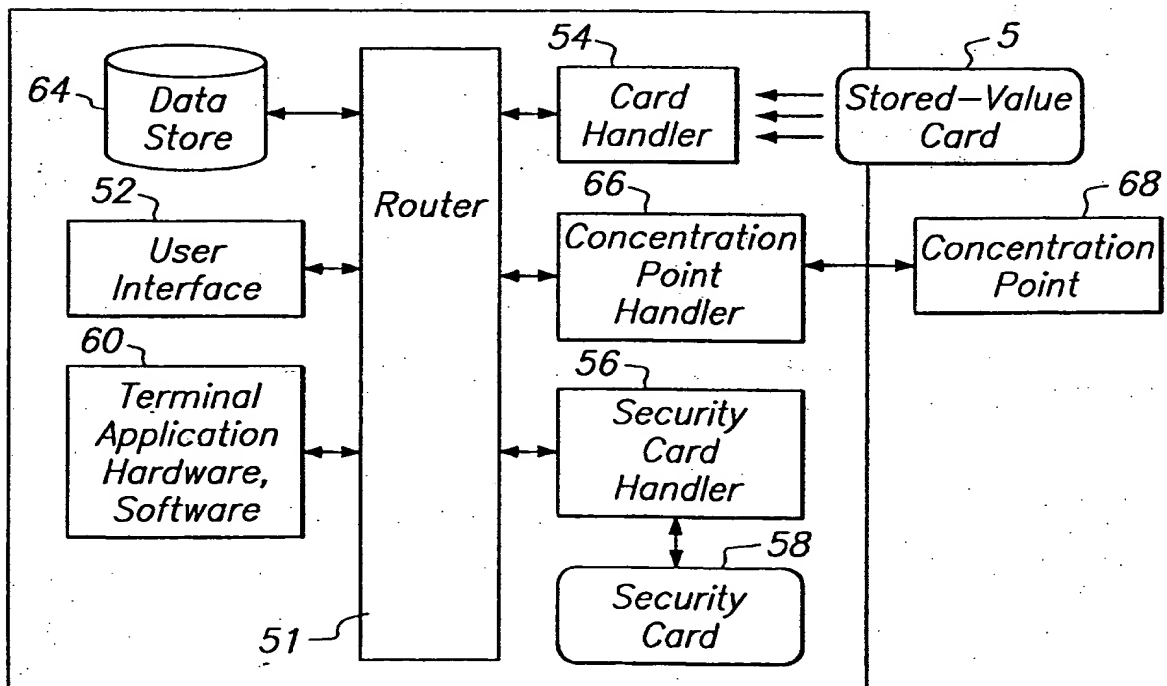 64
Data
Store
52
User
Interface
60
Terminal
Application
Hardware,
Software
Router
51
54
Card
Handler
5
Stored-Value
Card
66
Concentration
Point
Handler
68
Concentration
Point
56
Security
Card
Handler
58
Security
Card